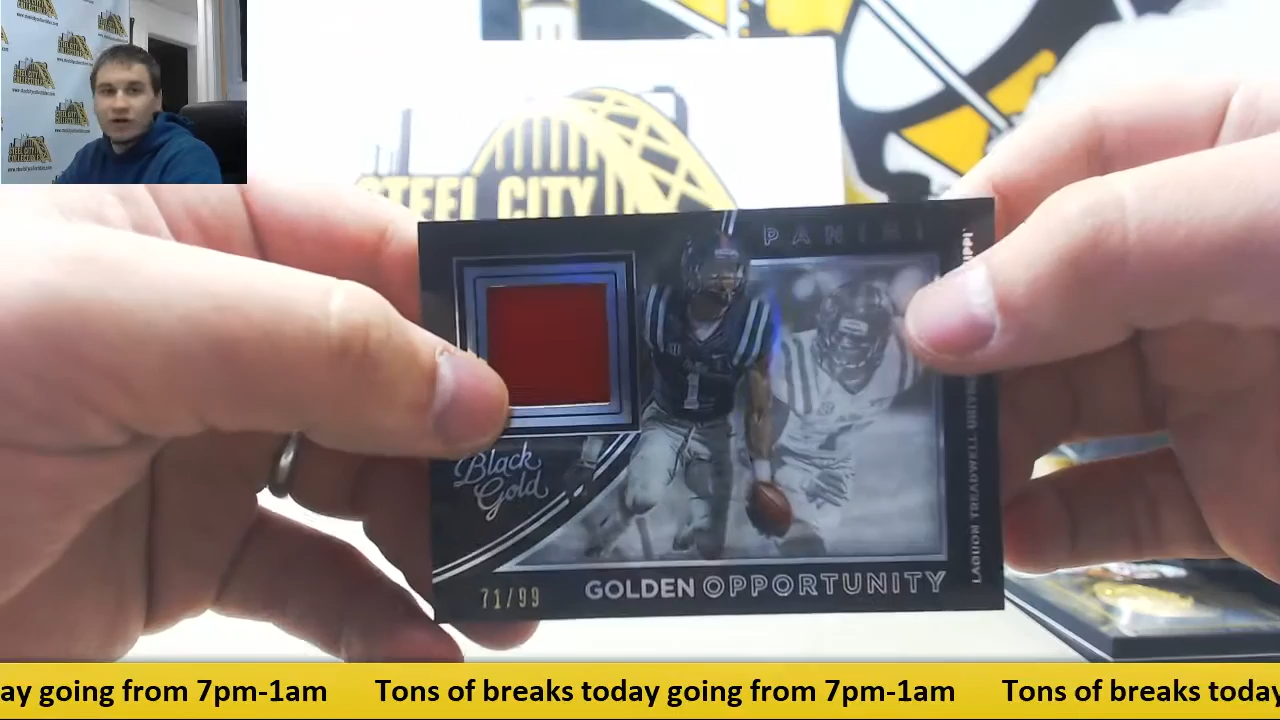 STEEL CITY
PANINI
Black
Gold
71/99
GOLDEN OPPORTUNITY
LAQUON TREADWELL
ay going from 7pm-1am Tons of breaks today going from 7pm-1am Tons of breaks today